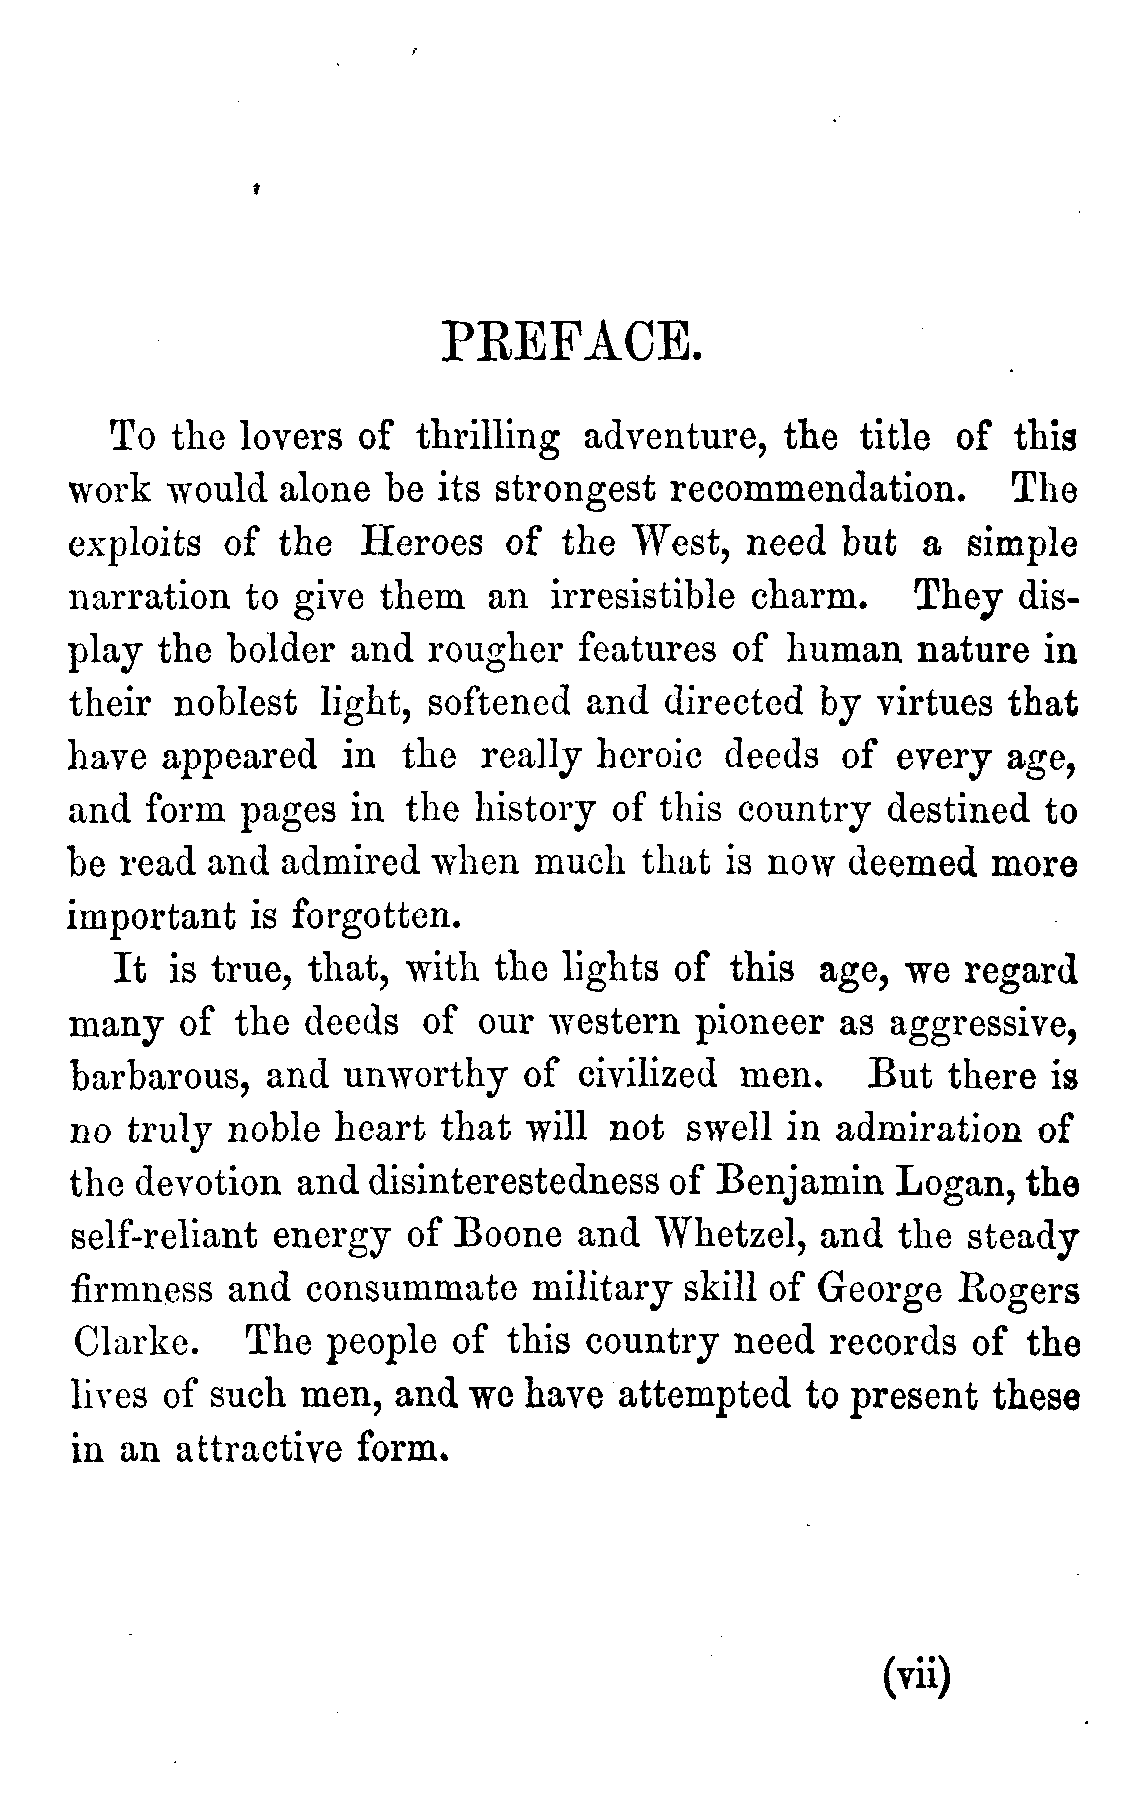 PREFACE.
To the lovers of thrilling adventure, the title of this
work would alone be its strongest recommendation. The
exploits of the Heroes of the West, need but a simple
narration to give them an irresistible charm. They dis-
play the bolder and rougher features of human nature in
their noblest light, softened and directed by virtues that
have appeared in the really heroic deeds of every age,
and form pages in the history of this country destined to
be read and admired when much that is now deemed more
important is forgotten.
It is true, that, with the lights of this age, we regard
many of the deeds of our western pioneer as aggressive,
barbarous, and unworthy of civilized men. But there is
no truly noble heart that will not swell in admiration of
the devotion and disinterestedness of Benjamin Logan, the
self-reliant energy of Boone and Whetzel, and the steady
firmness and consummate military skill of George Rogers
Clarke. The people of this country need records of the
lives of such men, and we have attempted to present these
in an attractive form.
(vii)